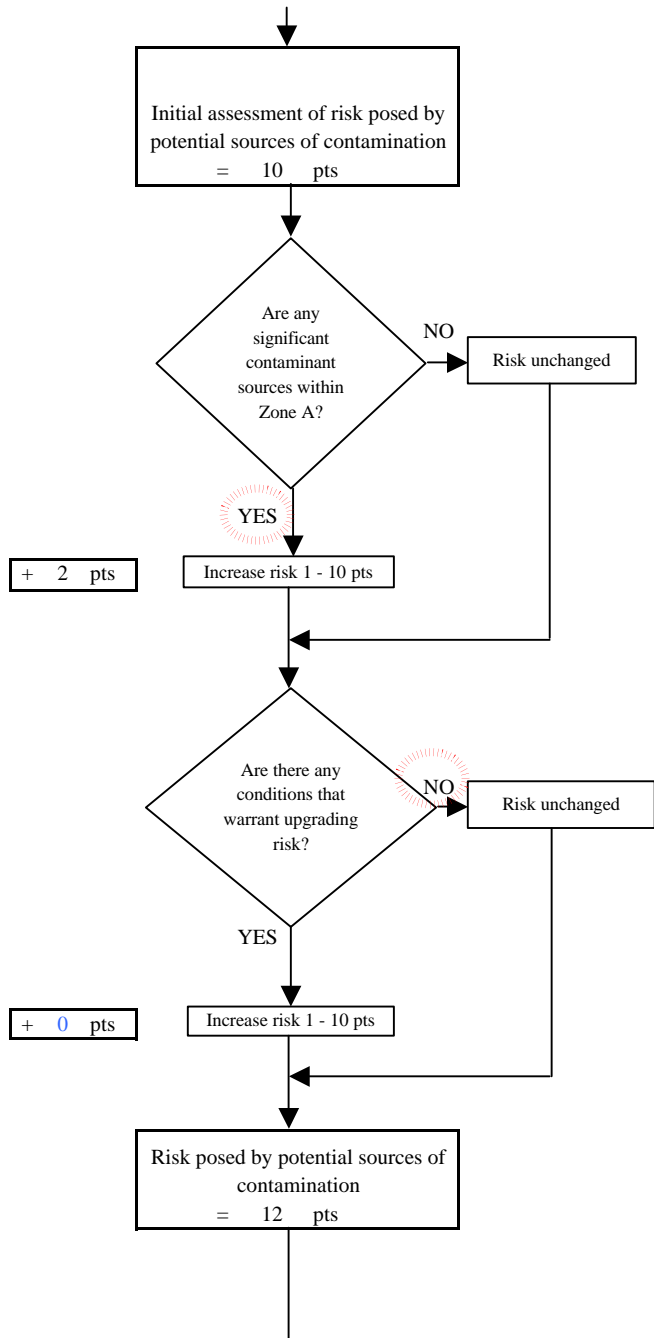 Initial assessment of risk posed by
potential sources of contamination
= 10 pts
Are any
significant
contaminant
sources within
Zone A?
NO
Risk unchanged
YES
+ 2 pts
Increase risk 1 - 10 pts
Are there any
conditions that
warrant upgrading
risk?
NO
Risk unchanged
YES
+ 0 pts
Increase risk 1 - 10 pts
Risk posed by potential sources of
contamination
= 12 pts